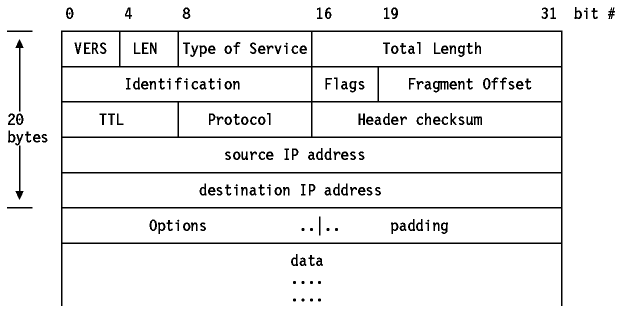 0 4 8 16 19 31 bit #
VERS LEN Type of Service Total Length
Identification Flags Fragment Offset
TTL Protocol Header checksum
20
bytes
source IP address
destination IP address
Options ..|.. padding
data
....
....